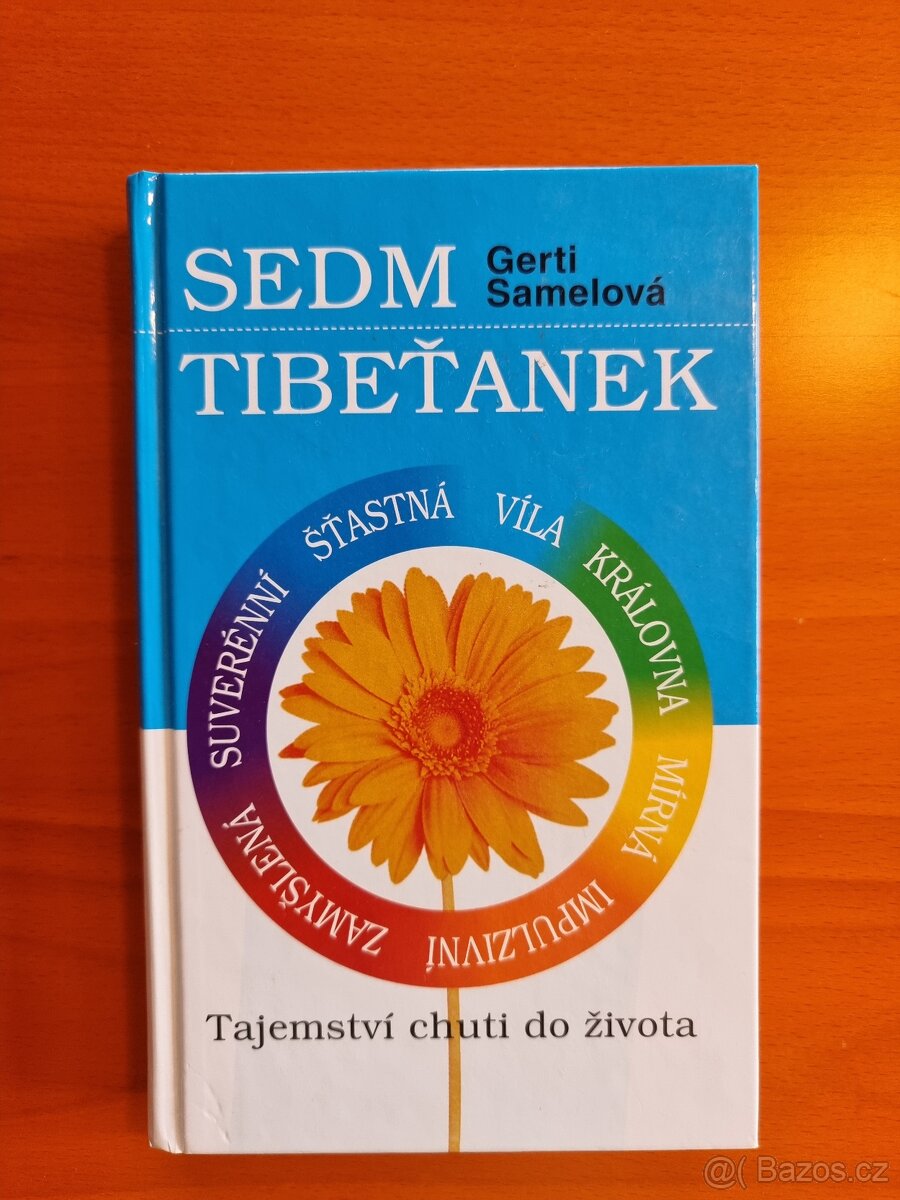 SEDM
Gerti
Samelová
TIBEŤANEK
ŠŤASTNÁ
VÍLA
KRÁLOVNA
MÍRNÁ
IMPULZIVNÍ
ZAMYŠLENÁ
SUVERÉNNÍ
Tajemství chuti do života
@( Bazos.cz